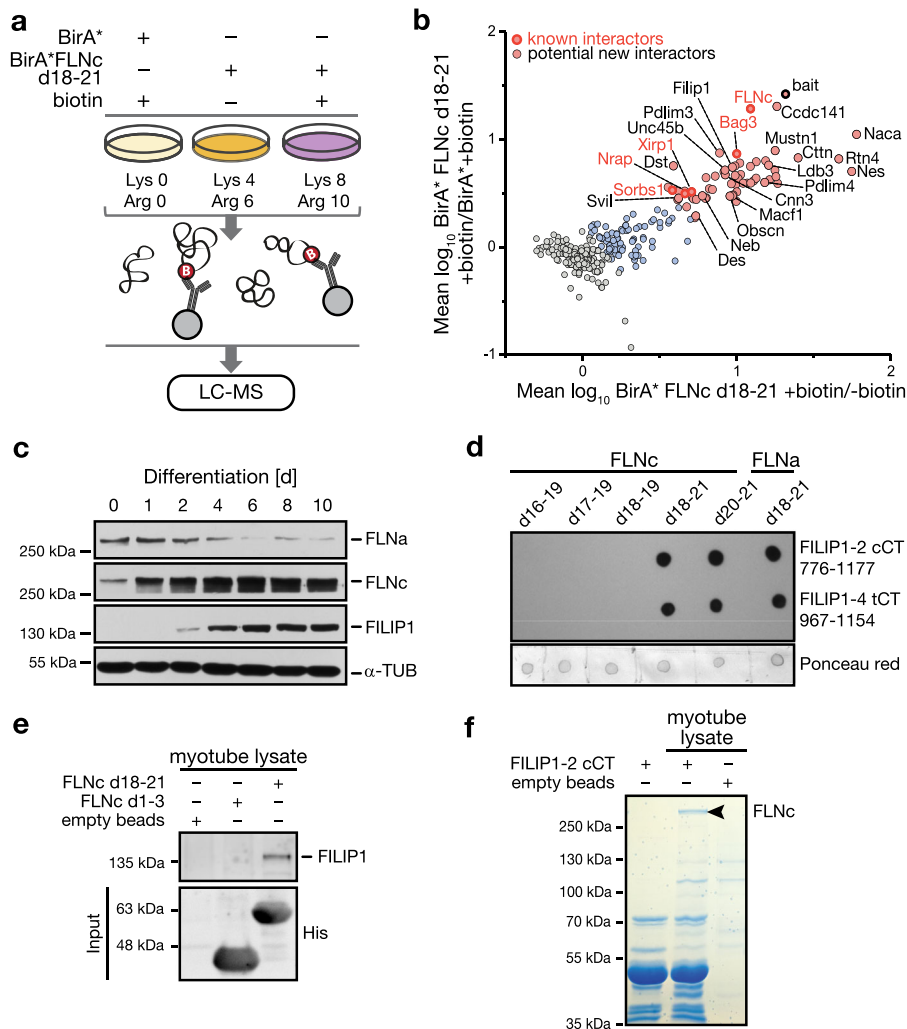 a
BirA* + – –
BirA*FLNc d18-21 – + +
biotin + – +
Lys 0 Lys 4 Lys 8
Arg 0 Arg 6 Arg 10
B B
LC-MS
b
known interactors
potential new interactors
Mean log10 BirA* FLNc d18-21 +biotin/BirA*+biotin
2
1
0
-1
0 1 2
Mean log10 BirA* FLNc d18-21 +biotin/-biotin
bait
FLNc
Ccdc141
Filip1
Pdlim3
Bag3
Unc45b
Mustn1
Naca
Xirp1
Cttn
Rtn4
Nrap
Dst
Ldb3
Nes
Sorbs1
Pdlim4
Svil
Cnn3
Macf1
Obscn
Neb
Des
c
Differentiation [d]
0 1 2 4 6 8 10
250 kDa FLNa
250 kDa FLNc
130 kDa FILIP1
55 kDa α-TUB
d
FLNc FLNa
d16-19 d17-19 d18-19 d18-21 d20-21 d18-21
FILIP1-2 cCT
776-1177
FILIP1-4 tCT
967-1154
Ponceau red
e
myotube lysate
FLNc d18-21 – – +
FLNc d1-3 – + –
empty beads + – –
135 kDa FILIP1
Input
63 kDa
His
48 kDa
f
myotube
lysate
FILIP1-2 cCT + + –
empty beads – – +
FLNc
250 kDa
130 kDa
100 kDa
70 kDa
55 kDa
35 kDa